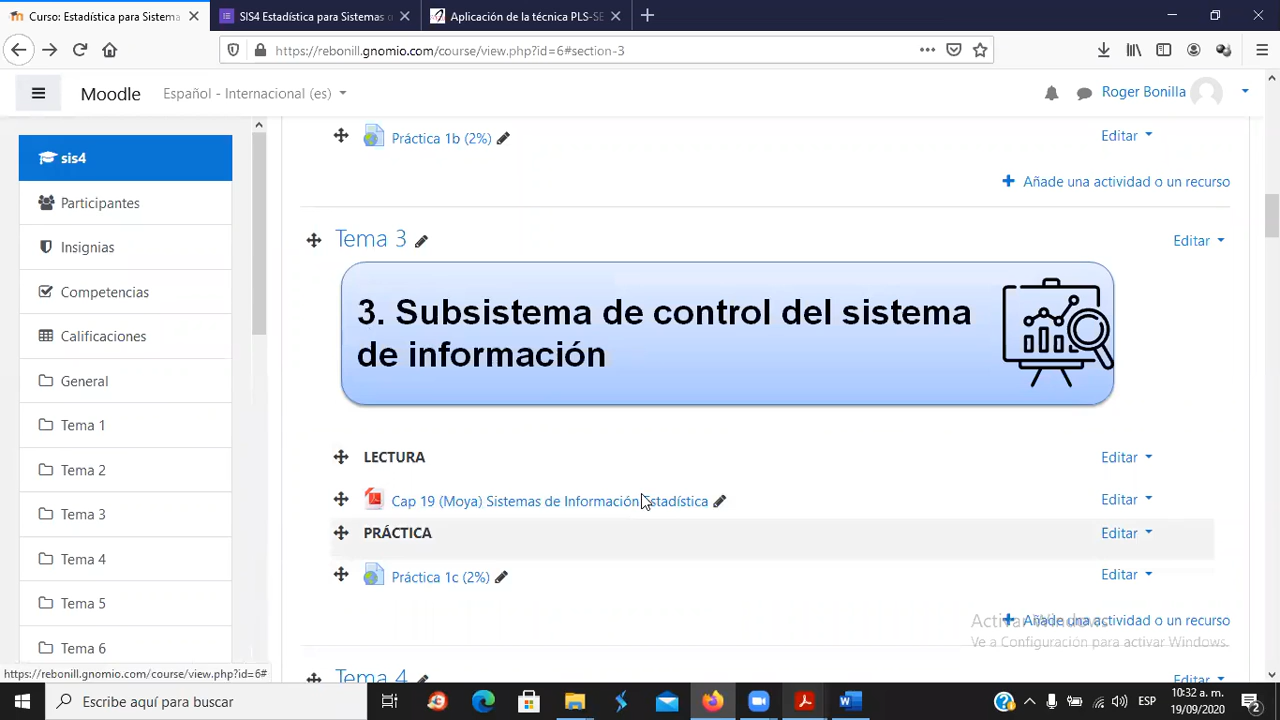 Curso: Estadística para Sistema
SIS4 Estadística para Sistemas o
Aplicación de la técnica PLS-SE
https://rebonill.gnomio.com/course/view.php?id=6#section-3
Moodle
Español - Internacional (es)
Roger Bonilla
sis4
Participantes
Insignias
Competencias
Calificaciones
General
Tema 1
Tema 2
Tema 3
Tema 4
Tema 5
Tema 6
Práctica 1b (2%)
Editar
Añade una actividad o un recurso
Tema 3
Editar
3. Subsistema de control del sistema
de información
LECTURA
Editar
Cap 19 (Moya) Sistemas de Información Estadística
Editar
PRÁCTICA
Editar
Práctica 1c (2%)
Editar
Añade una actividad o un recurso
Activar Windows
Ve a Configuración para activar Windows.
Tema 4
Editar
https://rebonill.gnomio.com/course/view.php?id=6#
Escribe aquí para buscar
ESP
10:32 a. m.
19/09/2020
2